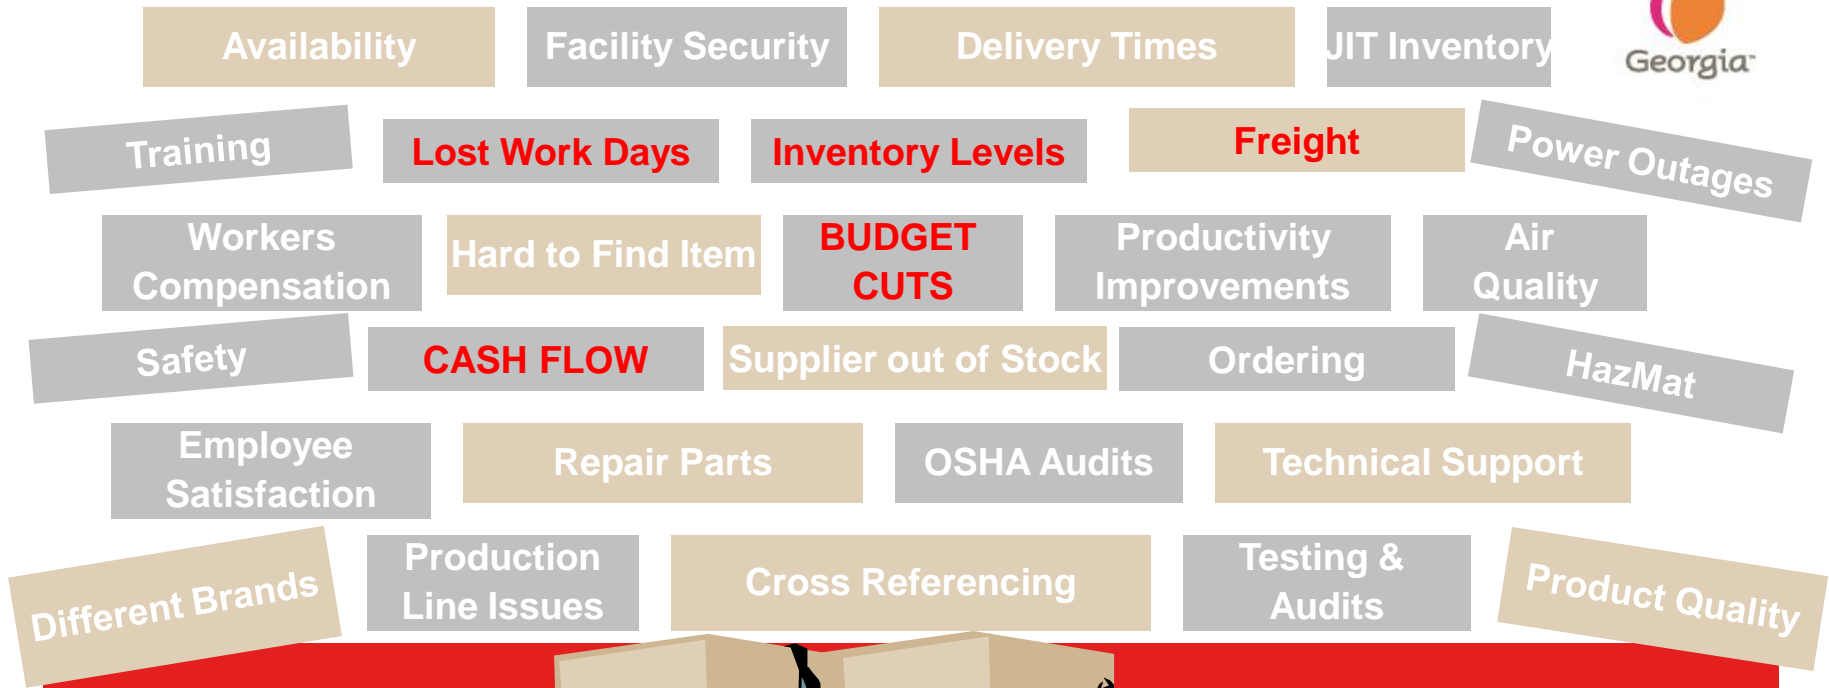 Availability
Facility Security
Delivery Times
JIT Inventory
Georgia™
Training
Lost Work Days
Inventory Levels
Freight
Power Outages
Workers
Compensation
Hard to Find Item
BUDGET
CUTS
Productivity
Improvements
Air
Quality
Safety
CASH FLOW
Supplier out of Stock
Ordering
HazMat
Employee
Satisfaction
Repair Parts
OSHA Audits
Technical Support
Different Brands
Production
Line Issues
Cross Referencing
Testing &
Audits
Product Quality